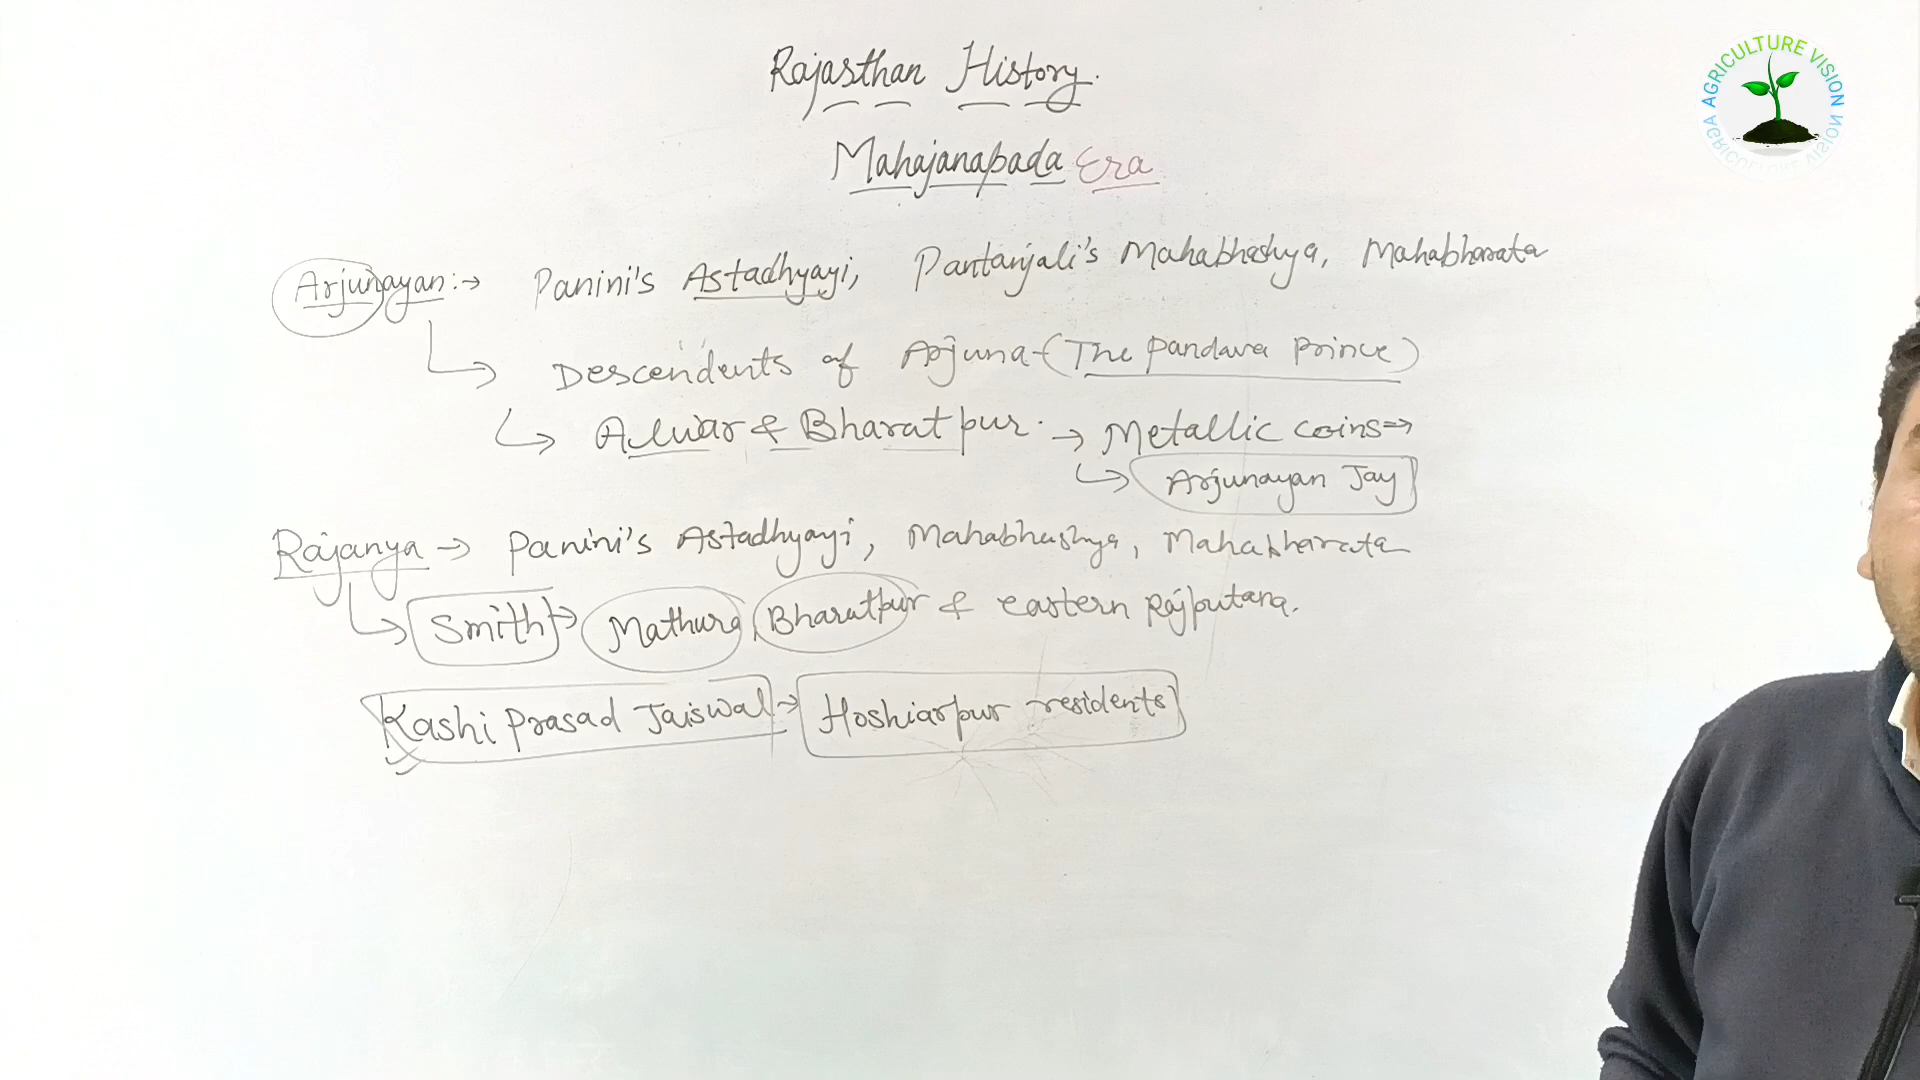 Rajasthan History.
Mahajanapada Era
Arjunayan:→ Panini's Astadhyayi, Pantanjali's Mahabhashya, Mahabharata
Descendents of Arjuna-(The Pandava Prince)
Alwar & Bharatpur. → Metallic coins⇒
Arjunayan Jay
Rajanya → Panini's Astadhyayi, Mahabhashya, Mahabharata
Smith→ Mathura, Bharatpur & eastern Rajputana.
Kashi Prasad Jaiswal→ Hoshiarpur residents
AGRICULTURE VISION